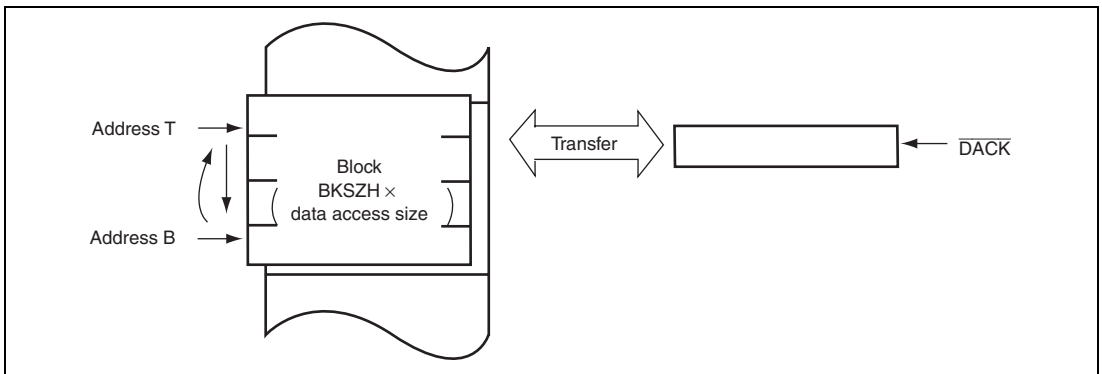 Address T
Block
BKSZH ×
data access size
Address B
Transfer
DACK